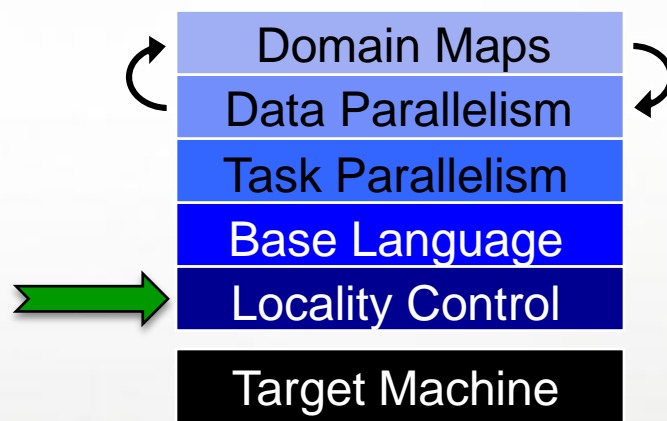 Domain Maps
Data Parallelism
Task Parallelism
Base Language
Locality Control
Target Machine